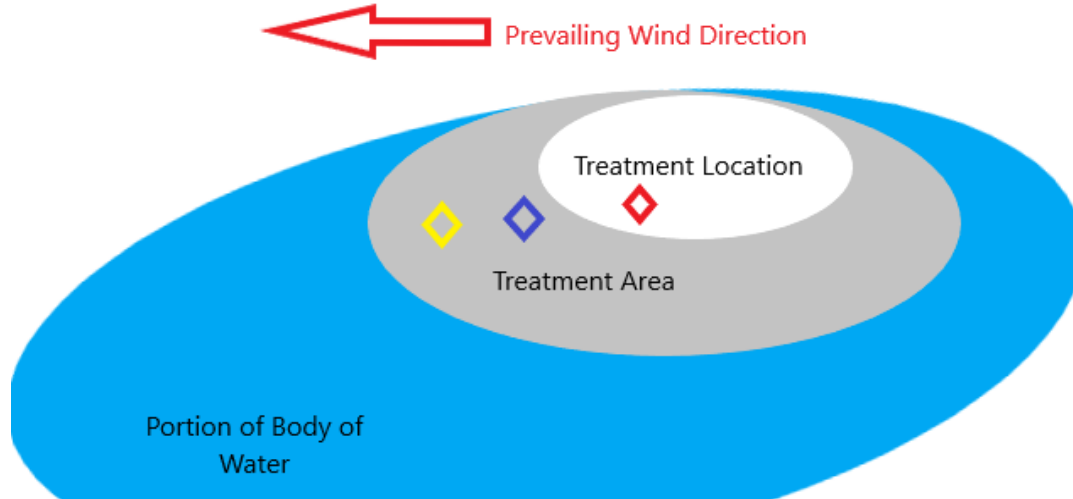 Prevailing Wind Direction
Treatment Location
Treatment Area
Portion of Body of
Water